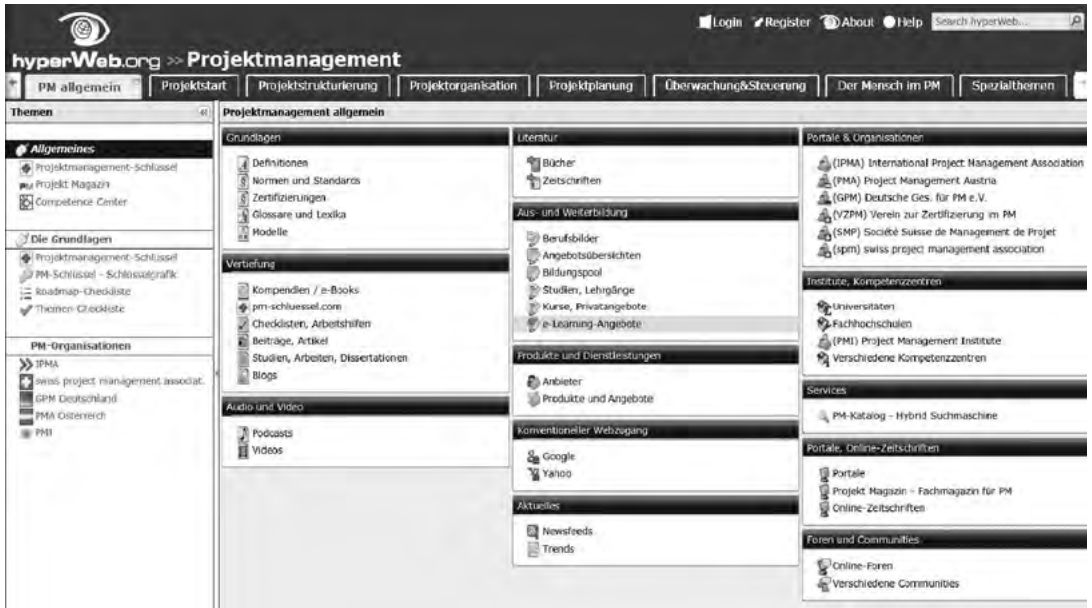 Login Register About Help Search hyperWeb...
hyperWeb.org >> Projektmanagement
PM allgemein Projektstart Projektstrukturierung Projektorganisation Projektplanung Überwachung&Steuerung Der Mensch im PM Spezialthemen
Themen
Allgemeines
Projektmanagement-Schlüssel
Projekt Magazin
Competence Center
Die Grundlagen
Projektmanagement-Schlüssel
PM-Schlüssel - Schlüsselgrafik
Roadmap-Checkliste
Themen-Checkliste
PM-Organisationen
IPMA
swiss project management associat.
GPM Deutschland
PMA Österreich
PMI
Projektmanagement allgemein
Grundlagen
Definitionen
Normen und Standards
Zertifizierungen
Glossare und Lexika
Modelle
Vertiefung
Kompendien / e-Books
pm-schluessel.com
Checklisten, Arbeitshilfen
Beiträge, Artikel
Studien, Arbeiten, Dissertationen
Blogs
Audio und Video
Podcasts
Videos
Literatur
Bücher
Zeitschriften
Aus- und Weiterbildung
Berufsbilder
Angebotsübersichten
Bildungspool
Studien, Lehrgänge
Kurse, Privatangebote
e-Learning-Angebote
Produkte und Dienstleistungen
Anbieter
Produkte und Angebote
Konventioneller Webzugang
Google
Yahoo
Aktuelles
Newsfeeds
Trends
Portale & Organisationen
(IPMA) International Project Management Association
(PMA) Project Management Austria
(GPM) Deutsche Ges. für PM e.V.
(VZPM) Verein zur Zertifizierung im PM
(SMP) Société Suisse de Management de Projet
(spm) swiss project management association
Institute, Kompetenzzentren
Universitäten
Fachhochschulen
(PMI) Project Management Institute
Verschiedene Kompetenzzentren
Services
PM-Katalog - Hybrid Suchmaschine
Portale, Online-Zeitschriften
Portale
Projekt Magazin - Fachmagazin für PM
Online-Zeitschriften
Foren und Communities
Online-Foren
Verschiedene Communities